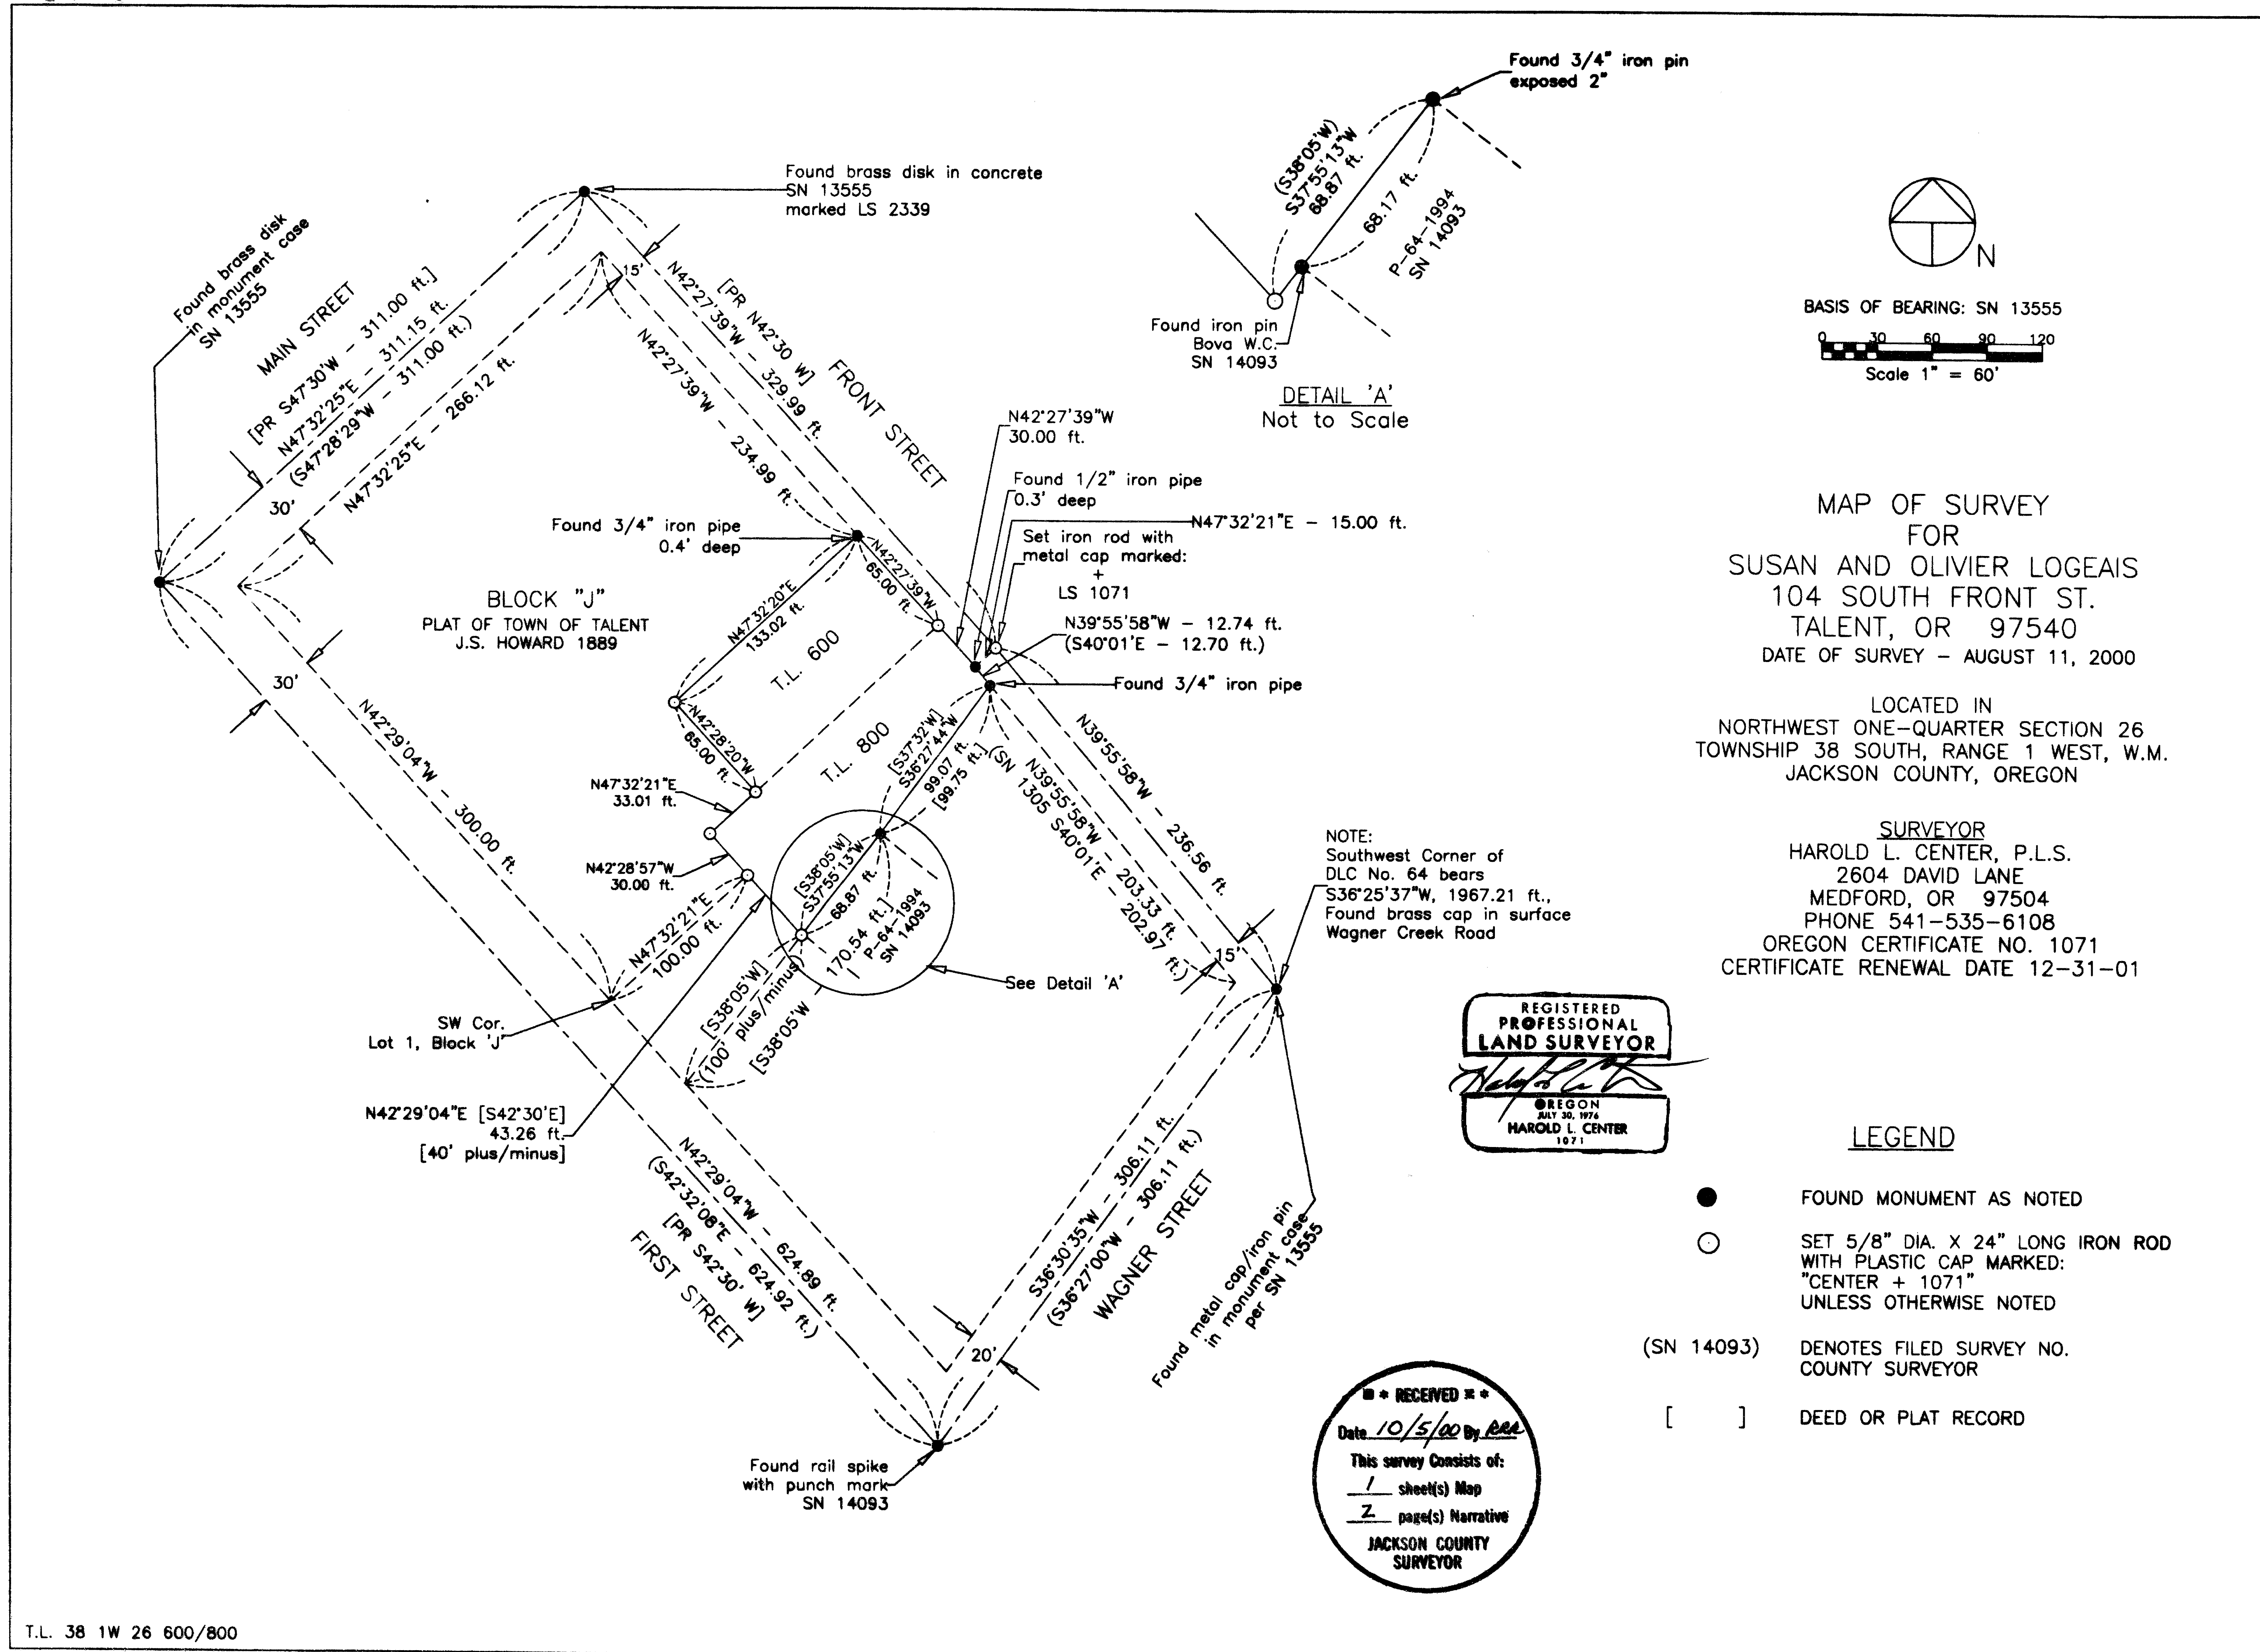 Found 3/4" iron pin
exposed 2"
(S38°05'W)
S37°55'13"W
68.87 ft.
68.17 ft.
P-64-1994
SN 14093
Found iron pin
Bova W.C.
SN 14093
DETAIL 'A'
Not to Scale
N
BASIS OF BEARING: SN 13555
0 30 60 90 120
Scale 1" = 60'
Found brass disk in concrete
SN 13555
marked LS 2339
Found brass disk
in monument case
SN 13555
MAIN STREET
[PR S47°30'W - 311.00 ft.]
N47°32'25"E - 311.15 ft.
(S47°28'29"W - 311.00 ft.)
N47°32'25"E - 266.12 ft.
30'
15'
[PR N42°30 W]
N42°27'39"W - 329.99 ft.
FRONT STREET
N42°27'39"W - 234.99 ft.
N42°27'39"W
30.00 ft.
Found 1/2" iron pipe
0.3' deep
N47°32'21"E - 15.00 ft.
Set iron rod with
metal cap marked:
+
LS 1071
N39°55'58"W - 12.74 ft.
(S40°01'E - 12.70 ft.)
Found 3/4" iron pipe
Found 3/4" iron pipe
0.4' deep
N42°27'39"W
65.00 ft.
BLOCK "J"
PLAT OF TOWN OF TALENT
J.S. HOWARD 1889
N47°32'20"E
133.02 ft.
T.L. 600
30'
N42°28'20"W
65.00 ft.
T.L. 800
N47°32'21"E
33.01 ft.
[S37°32'W]
S36°27'44"W
99.07 ft.
[99.75 ft.]
N42°29'04"W - 300.00 ft.
N42°28'57"W
30.00 ft.
N39°55'58"W - 236.56 ft.
N39°55'58"W - 203.33 ft.
(SN 1305 S40°01'E - 202.97 ft.)
15'
[S38°05'W]
S37°55'13"W
68.87 ft.
170.54 ft.]
P-64-1994
SN 14093
N47°32'21"E
100.00 ft.
[S38°05'W]
(100' plus/minus)
[S38°05'W
See Detail 'A'
NOTE:
Southwest Corner of
DLC No. 64 bears
S36°25'37"W, 1967.21 ft.,
Found brass cap in surface
Wagner Creek Road
SW Cor.
Lot 1, Block 'J'
N42°29'04"E [S42°30'E]
43.26 ft.
[40' plus/minus]
N42°29'04"W - 624.89 ft.
(S42°32'08"E - 624.92 ft.)
[PR S42°30' W]
FIRST STREET
S36°30'35"W - 306.11 ft.
(S36°27'00"W - 306.11 ft.)
WAGNER STREET
20'
Found metal cap/iron pin
in monument case
per SN 13555
Found rail spike
with punch mark
SN 14093
MAP OF SURVEY
FOR
SUSAN AND OLIVIER LOGEAIS
104 SOUTH FRONT ST.
TALENT, OR 97540
DATE OF SURVEY - AUGUST 11, 2000
LOCATED IN
NORTHWEST ONE-QUARTER SECTION 26
TOWNSHIP 38 SOUTH, RANGE 1 WEST, W.M.
JACKSON COUNTY, OREGON
SURVEYOR
HAROLD L. CENTER, P.L.S.
2604 DAVID LANE
MEDFORD, OR 97504
PHONE 541-535-6108
OREGON CERTIFICATE NO. 1071
CERTIFICATE RENEWAL DATE 12-31-01
REGISTERED
PROFESSIONAL
LAND SURVEYOR
OREGON
JULY 30, 1976
HAROLD L. CENTER
1071
LEGEND
FOUND MONUMENT AS NOTED
SET 5/8" DIA. X 24" LONG IRON ROD
WITH PLASTIC CAP MARKED:
"CENTER + 1071"
UNLESS OTHERWISE NOTED
(SN 14093) DENOTES FILED SURVEY NO.
COUNTY SURVEYOR
[ ] DEED OR PLAT RECORD
* RECEIVED *
Date 10/5/00 By RRR
This survey Consists of:
1 sheet(s) Map
2 page(s) Narrative
JACKSON COUNTY
SURVEYOR
T.L. 38 1W 26 600/800